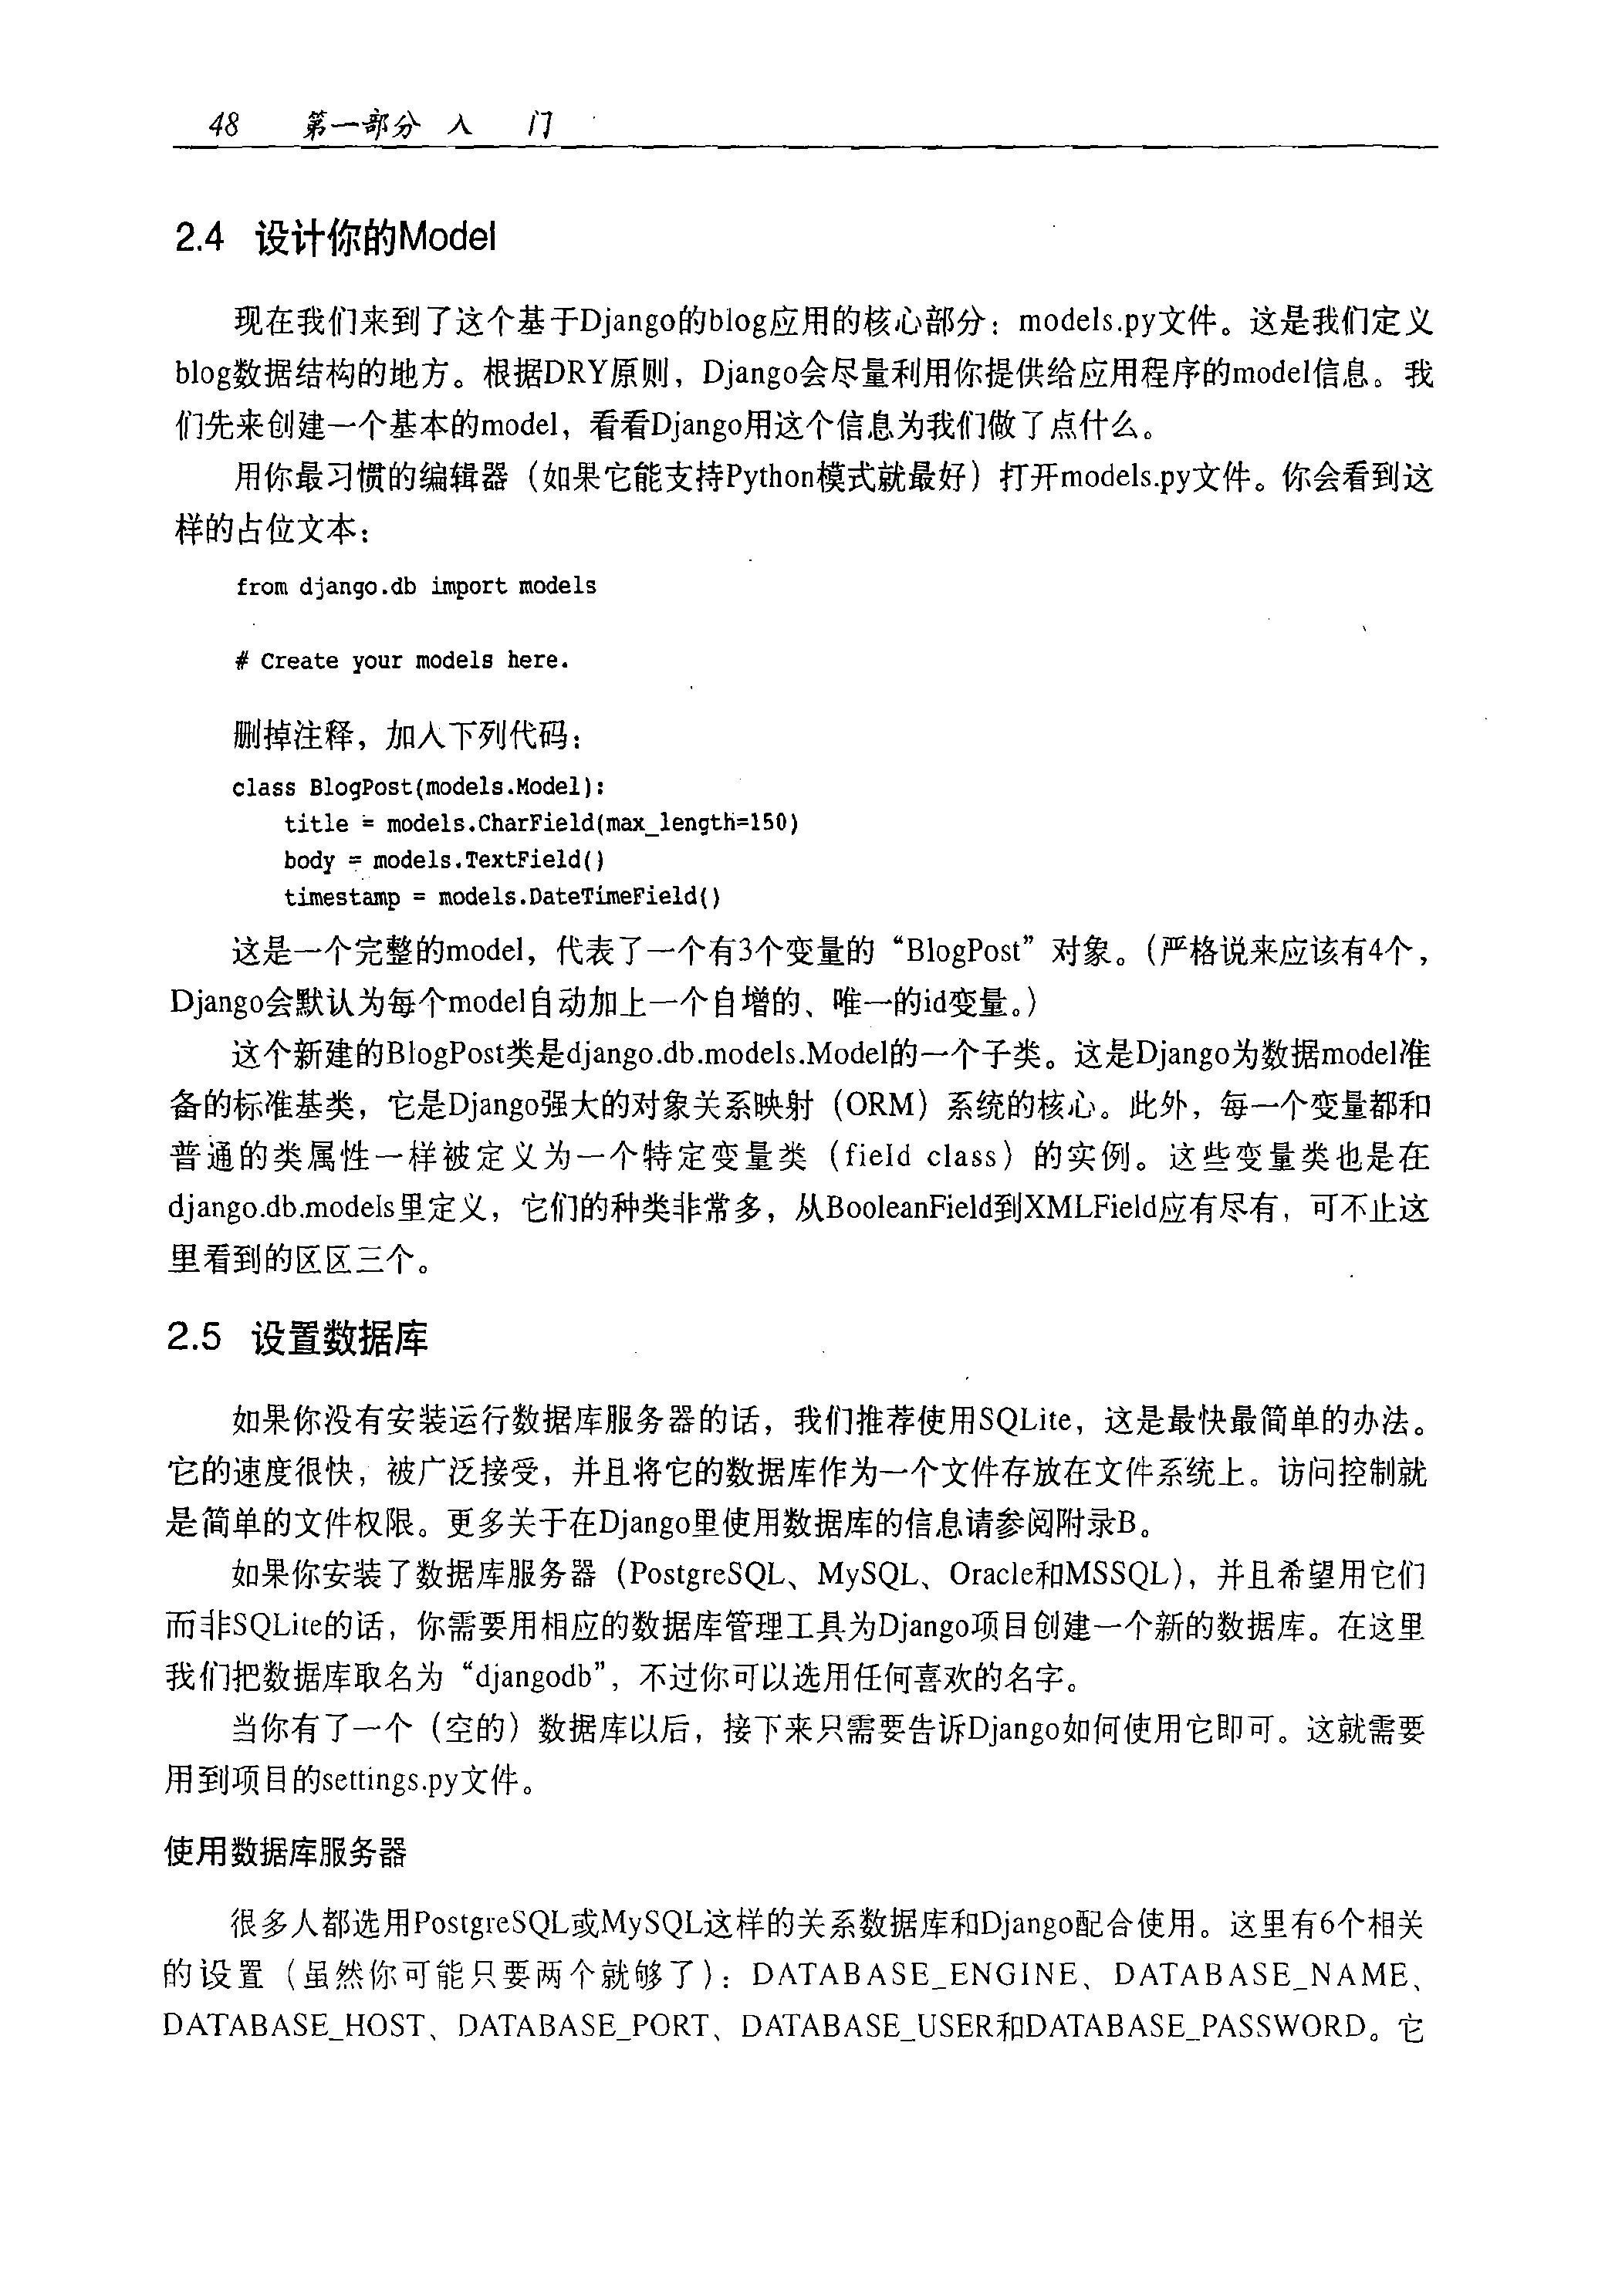 48 第一部分 入 门
2.4 设计你的Model
现在我们来到了这个基于Django的blog应用的核心部分：models.py文件。这是我们定义
blog数据结构的地方。根据DRY原则，Django会尽量利用你提供给应用程序的model信息。我
们先来创建一个基本的model，看看Django用这个信息为我们做了点什么。
用你最习惯的编辑器（如果它能支持Python模式就最好）打开models.py文件。你会看到这
样的占位文本：
from django.db import models
# Create your models here.
删掉注释，加入下列代码：
class BlogPost(models.Model):
    title = models.CharField(max_length=150)
    body = models.TextField()
    timestamp = models.DateTimeField()
这是一个完整的model，代表了一个有3个变量的“BlogPost”对象。（严格说来应该有4个，
Django会默认为每个model自动加上一个自增的、唯一的id变量。）
这个新建的BlogPost类是django.db.models.Model的一个子类。这是Django为数据model准
备的标准基类，它是Django强大的对象关系映射（ORM）系统的核心。此外，每一个变量都和
普通的类属性一样被定义为一个特定变量类（field class）的实例。这些变量类也是在
django.db.models里定义，它们的种类非常多，从BooleanField到XMLField应有尽有，可不止这
里看到的区区三个。
2.5 设置数据库
如果你没有安装运行数据库服务器的话，我们推荐使用SQLite，这是最快最简单的办法。
它的速度很快，被广泛接受，并且将它的数据库作为一个文件存放在文件系统上。访问控制就
是简单的文件权限。更多关于在Django里使用数据库的信息请参阅附录B。
如果你安装了数据库服务器（PostgreSQL、MySQL、Oracle和MSSQL），并且希望用它们
而非SQLite的话，你需要用相应的数据库管理工具为Django项目创建一个新的数据库。在这里
我们把数据库取名为“djangodb”，不过你可以选用任何喜欢的名字。
当你有了一个（空的）数据库以后，接下来只需要告诉Django如何使用它即可。这就需要
用到项目的settings.py文件。
使用数据库服务器
很多人都选用PostgreSQL或MySQL这样的关系数据库和Django配合使用。这里有6个相关
的设置（虽然你可能只要两个就够了）：DATABASE_ENGINE、DATABASE_NAME、
DATABASE_HOST、DATABASE_PORT、DATABASE_USER和DATABASE_PASSWORD。它